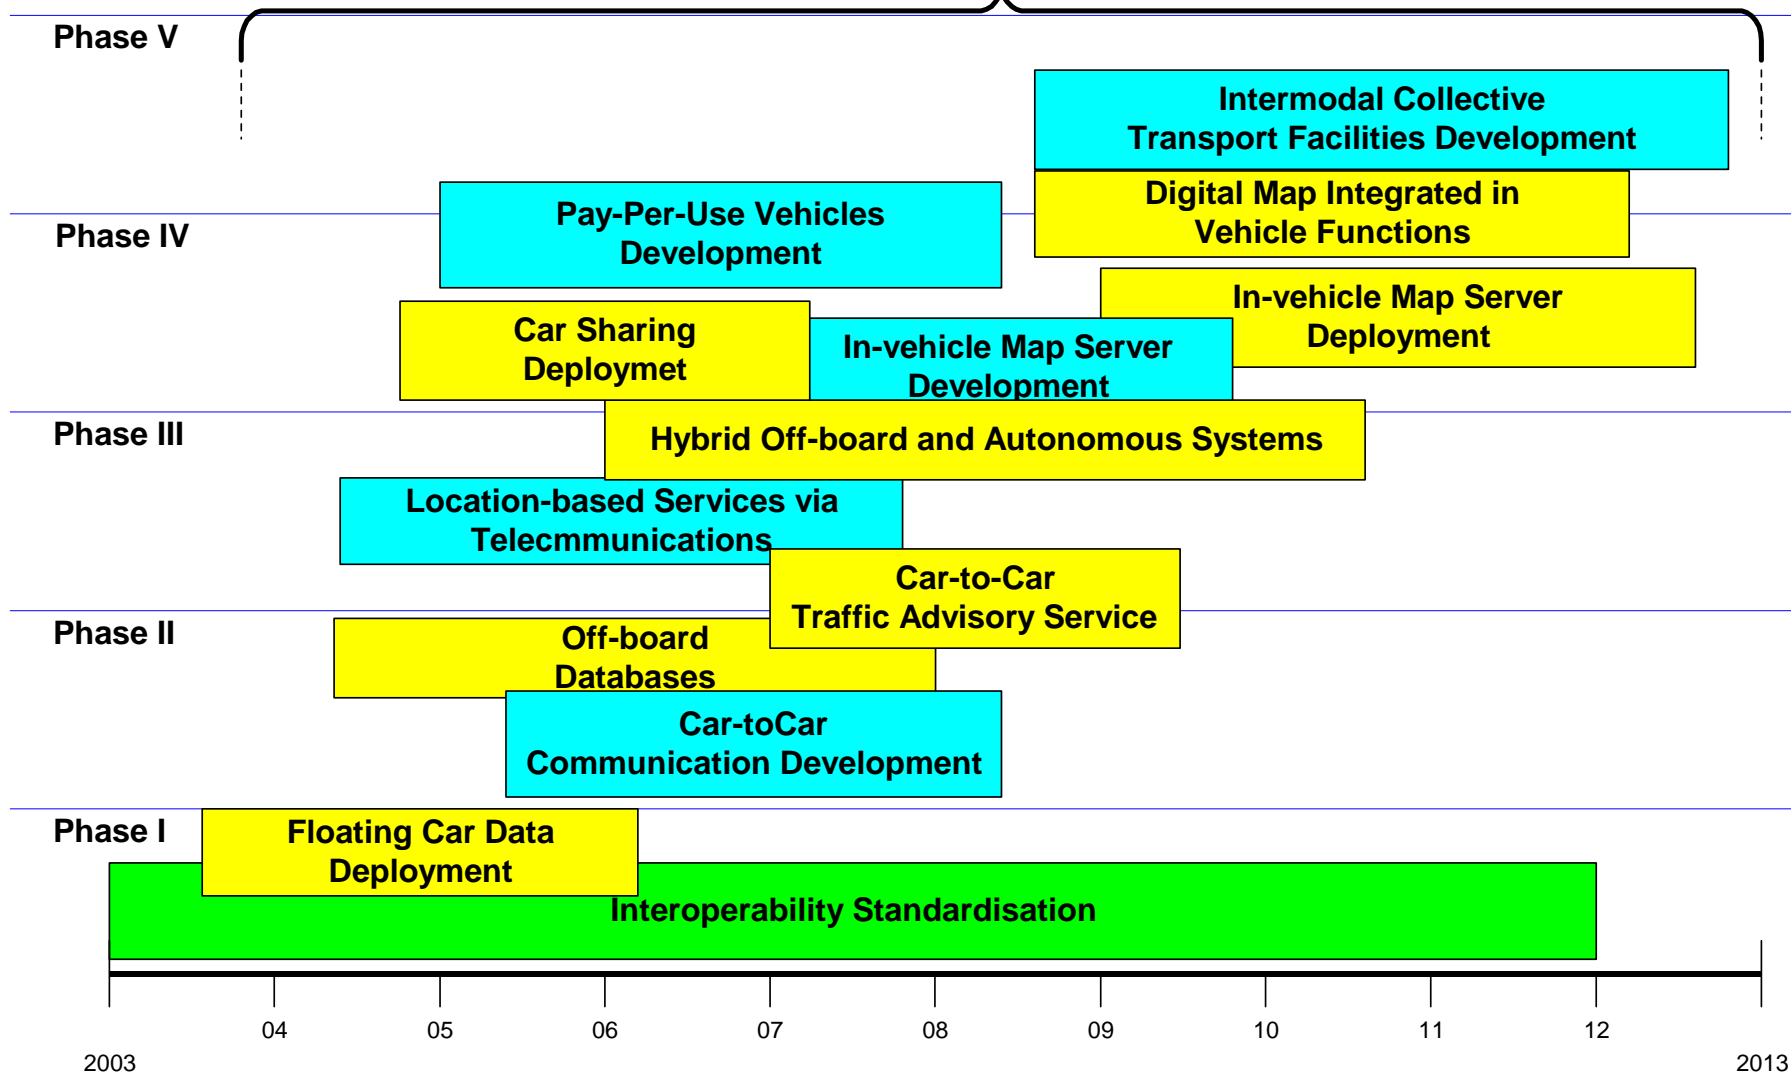 Phase V
Intermodal Collective
Transport Facilities Development
Digital Map Integrated in
Vehicle Functions
Pay-Per-Use Vehicles
Development
Phase IV
In-vehicle Map Server
Deployment
Car Sharing
Deploymet
In-vehicle Map Server
Development
Phase III
Hybrid Off-board and Autonomous Systems
Location-based Services via
Telecmmunications
Car-to-Car
Traffic Advisory Service
Phase II
Off-board
Databases
Car-toCar
Communication Development
Phase I
Floating Car Data
Deployment
Interoperability Standardisation
04 05 06 07 08 09 10 11 12
2003 2013